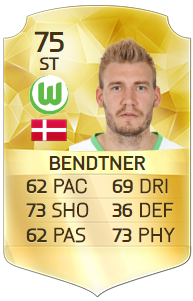 75
ST
BENDTNER
62 PAC 69 DRI
73 SHO 36 DEF
62 PAS 73 PHY